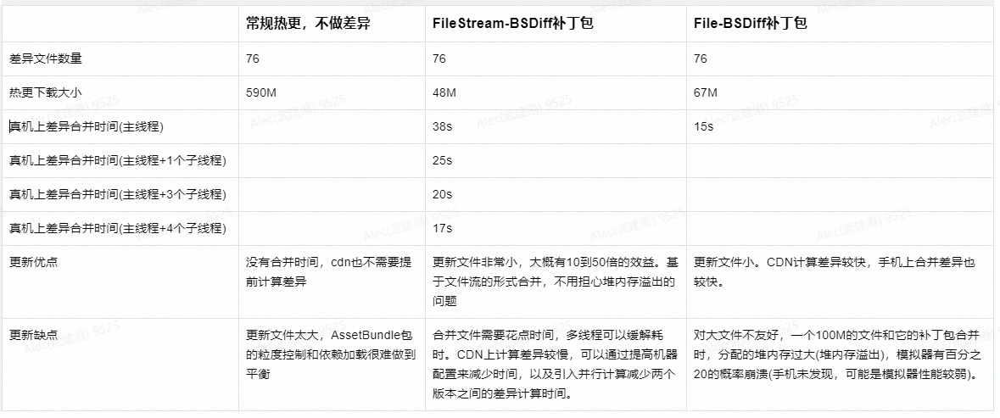 常规热更，不做差异
FileStream-BSDiff补丁包
File-BSDiff补丁包
差异文件数量
76
76
76
热更下载大小
590M
48M
67M
真机上差异合并时间(主线程)
38s
15s
真机上差异合并时间(主线程+1个子线程)
25s
真机上差异合并时间(主线程+3个子线程)
20s
真机上差异合并时间(主线程+4个子线程)
17s
更新优点
没有合并时间，cdn也不需要提
前计算差异
更新文件非常小，大概有10到50倍的效益。基
于文件流的形式合并，不用担心堆内存溢出的
问题
更新文件小。CDN计算差异较快，手机上合并差异也
较快。
更新缺点
更新文件太大，AssetBundle包
的粒度控制和依赖加载很难做到
平衡
合并文件需要花点时间，多线程可以缓解耗
时。CDN上计算差异较慢，可以通过提高机器
配置来减少时间，以及引入并行计算减少两个
版本之间的差异计算时间。
对大文件不友好，一个100M的文件和它的补丁包合并
时，分配的堆内存过大(堆内存溢出)，模拟器有百分之
20的概率崩溃(手机未发现，可能是模拟器性能较弱)。
Alec(武建港) 9525